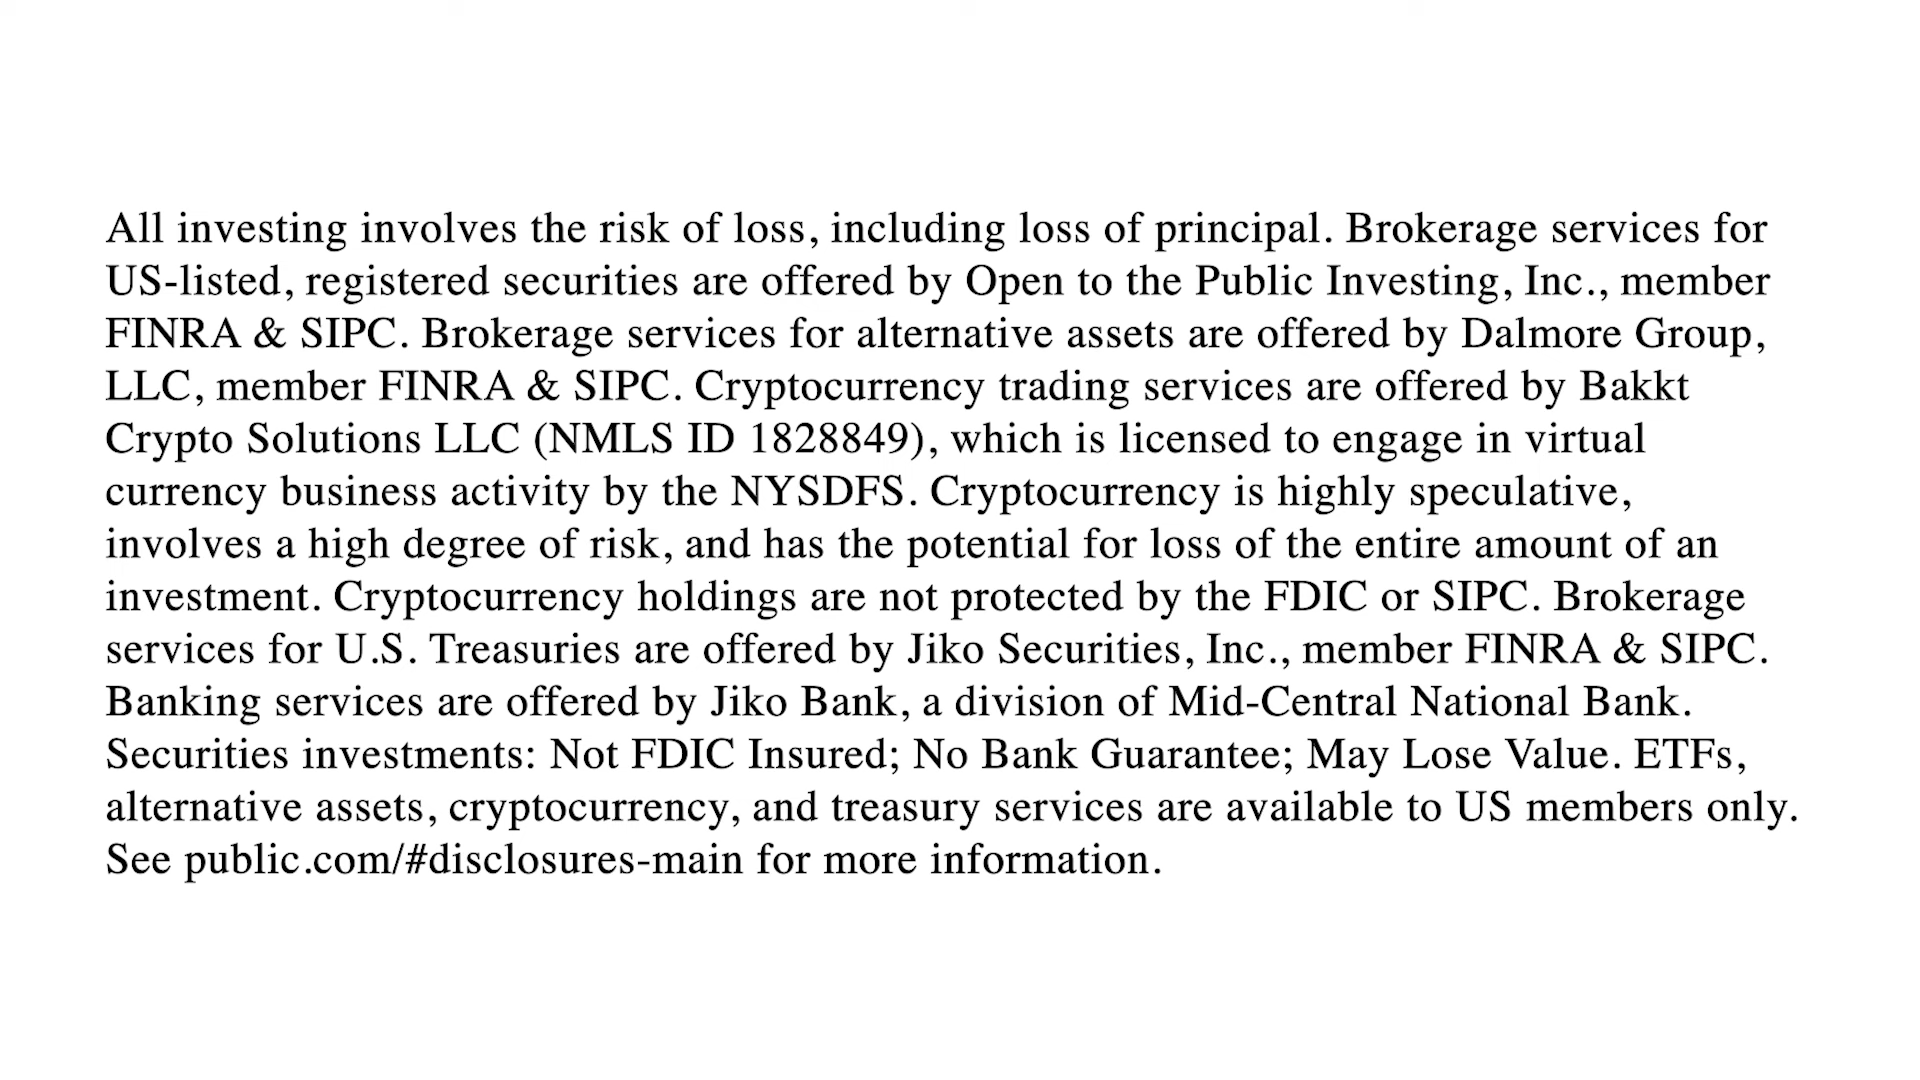 All investing involves the risk of loss, including loss of principal. Brokerage services for
US-listed, registered securities are offered by Open to the Public Investing, Inc., member
FINRA & SIPC. Brokerage services for alternative assets are offered by Dalmore Group,
LLC, member FINRA & SIPC. Cryptocurrency trading services are offered by Bakkt
Crypto Solutions LLC (NMLS ID 1828849), which is licensed to engage in virtual
currency business activity by the NYSDFS. Cryptocurrency is highly speculative,
involves a high degree of risk, and has the potential for loss of the entire amount of an
investment. Cryptocurrency holdings are not protected by the FDIC or SIPC. Brokerage
services for U.S. Treasuries are offered by Jiko Securities, Inc., member FINRA & SIPC.
Banking services are offered by Jiko Bank, a division of Mid-Central National Bank.
Securities investments: Not FDIC Insured; No Bank Guarantee; May Lose Value. ETFs,
alternative assets, cryptocurrency, and treasury services are available to US members only.
See public.com/#disclosures-main for more information.